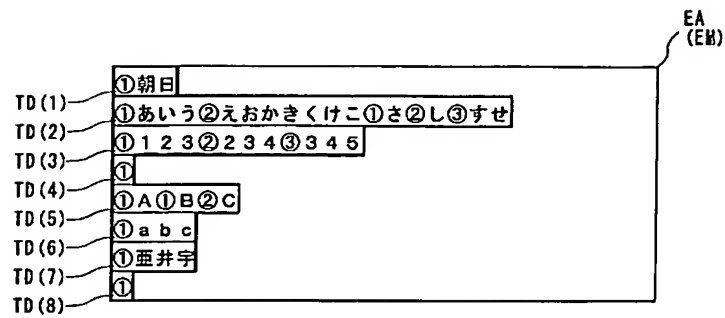 EA
(EM)
TD(1) ①朝日
TD(2) ①あいう②えおかきくけこ①さ②し③すせ
TD(3) ①123②234③345
TD(4) ①
TD(5) ①A①B②C
TD(6) ①abc
TD(7) ①亜井宇
TD(8) ①